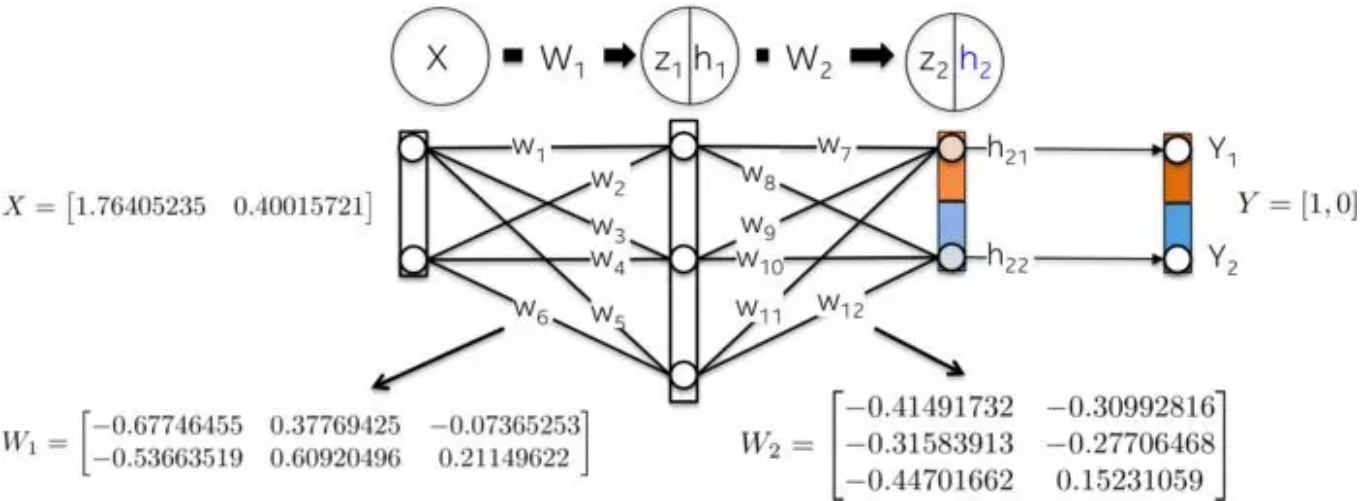 X W₁ z₁ h₁ W₂ z₂ h₂
w₁ w₇ h₂₁ Y₁
w₂ w₈
X = [1.76405235 0.40015721] Y = [1, 0]
w₃ w₉
w₄ w₁₀ h₂₂ Y₂
w₆ w₅ w₁₁ w₁₂
W₁ = [−0.67746455 0.37769425 −0.07365253
−0.53663519 0.60920496 0.21149622]
W₂ = [−0.41491732 −0.30992816
−0.31583913 −0.27706468
−0.44701662 0.15231059]